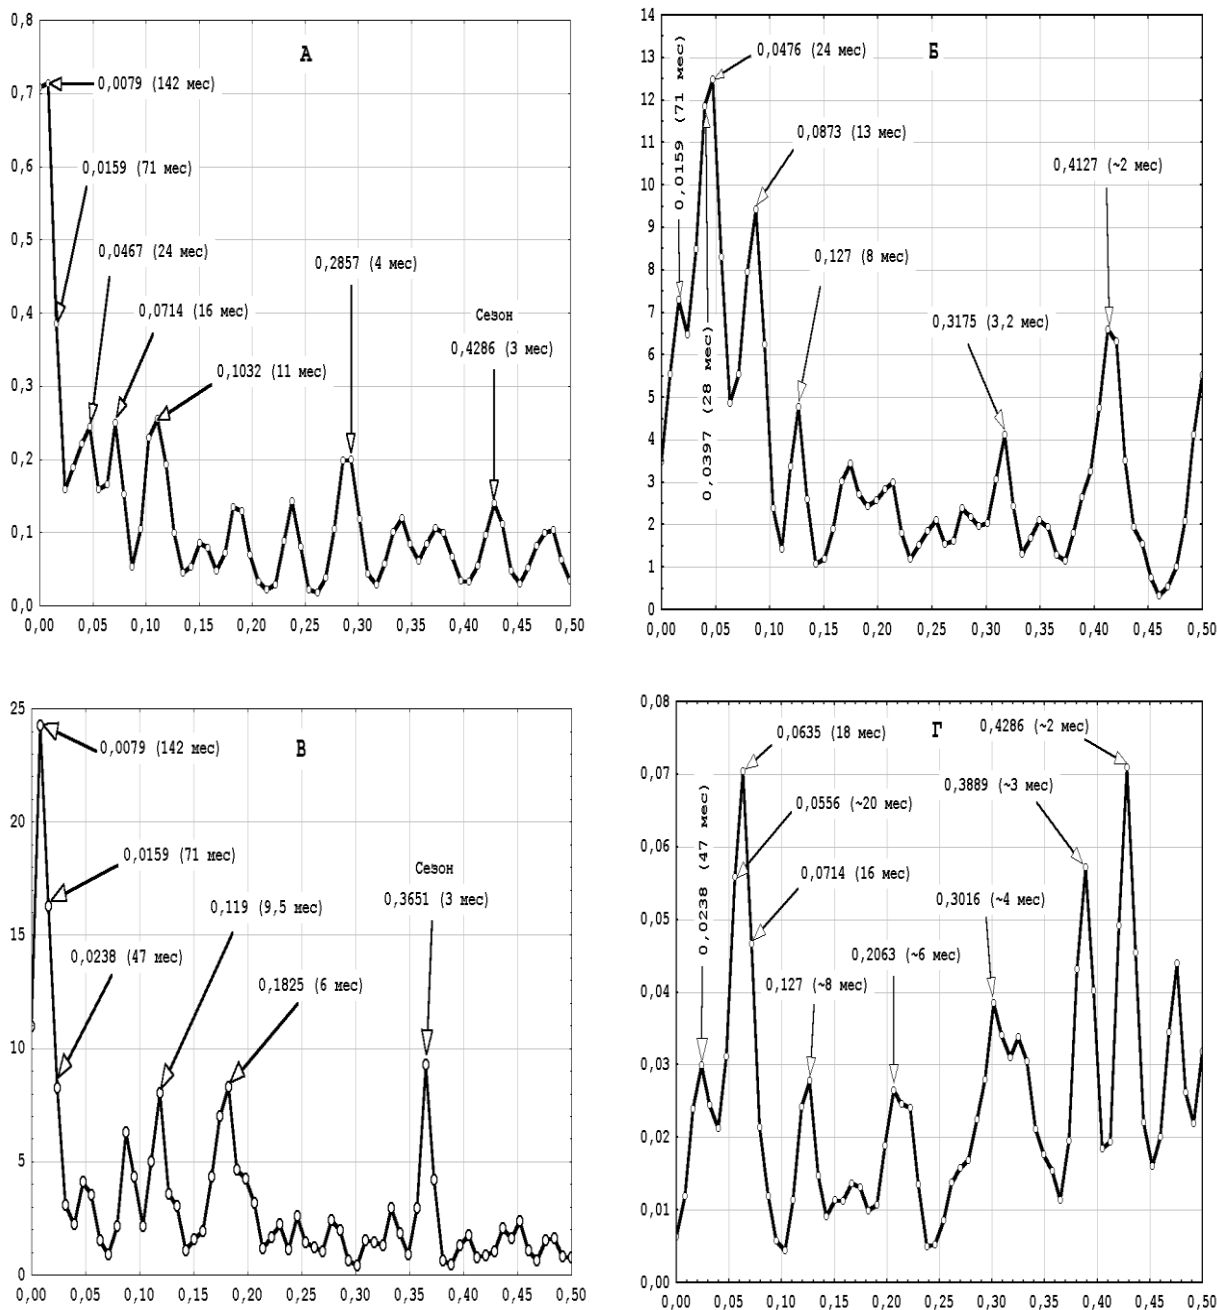 А
0,8
0,7
0,6
0,5
0,4
0,3
0,2
0,1
0,0
0,00 0,05 0,10 0,15 0,20 0,25 0,30 0,35 0,40 0,45 0,50
0,0079 (142 мес)
0,0159 (71 мес)
0,0467 (24 мес)
0,0714 (16 мес)
0,1032 (11 мес)
0,2857 (4 мес)
Сезон
0,4286 (3 мес)
Б
14
13
12
11
10
9
8
7
6
5
4
3
2
1
0
0,00 0,05 0,10 0,15 0,20 0,25 0,30 0,35 0,40 0,45 0,50
0,0159 (71 мес)
0,0397 (28 мес)
0,0476 (24 мес)
0,0873 (13 мес)
0,127 (8 мес)
0,3175 (3,2 мес)
0,4127 (~2 мес)
В
25
20
15
10
5
0
0,00 0,05 0,10 0,15 0,20 0,25 0,30 0,35 0,40 0,45 0,50
0,0079 (142 мес)
0,0159 (71 мес)
0,0238 (47 мес)
0,119 (9,5 мес)
0,1825 (6 мес)
Сезон
0,3651 (3 мес)
Г
0,08
0,07
0,06
0,05
0,04
0,03
0,02
0,01
0,00
0,00 0,05 0,10 0,15 0,20 0,25 0,30 0,35 0,40 0,45 0,50
0,0238 (47 мес)
0,0635 (18 мес)
0,0556 (~20 мес)
0,0714 (16 мес)
0,127 (~8 мес)
0,2063 (~6 мес)
0,3016 (~4 мес)
0,3889 (~3 мес)
0,4286 (~2 мес)